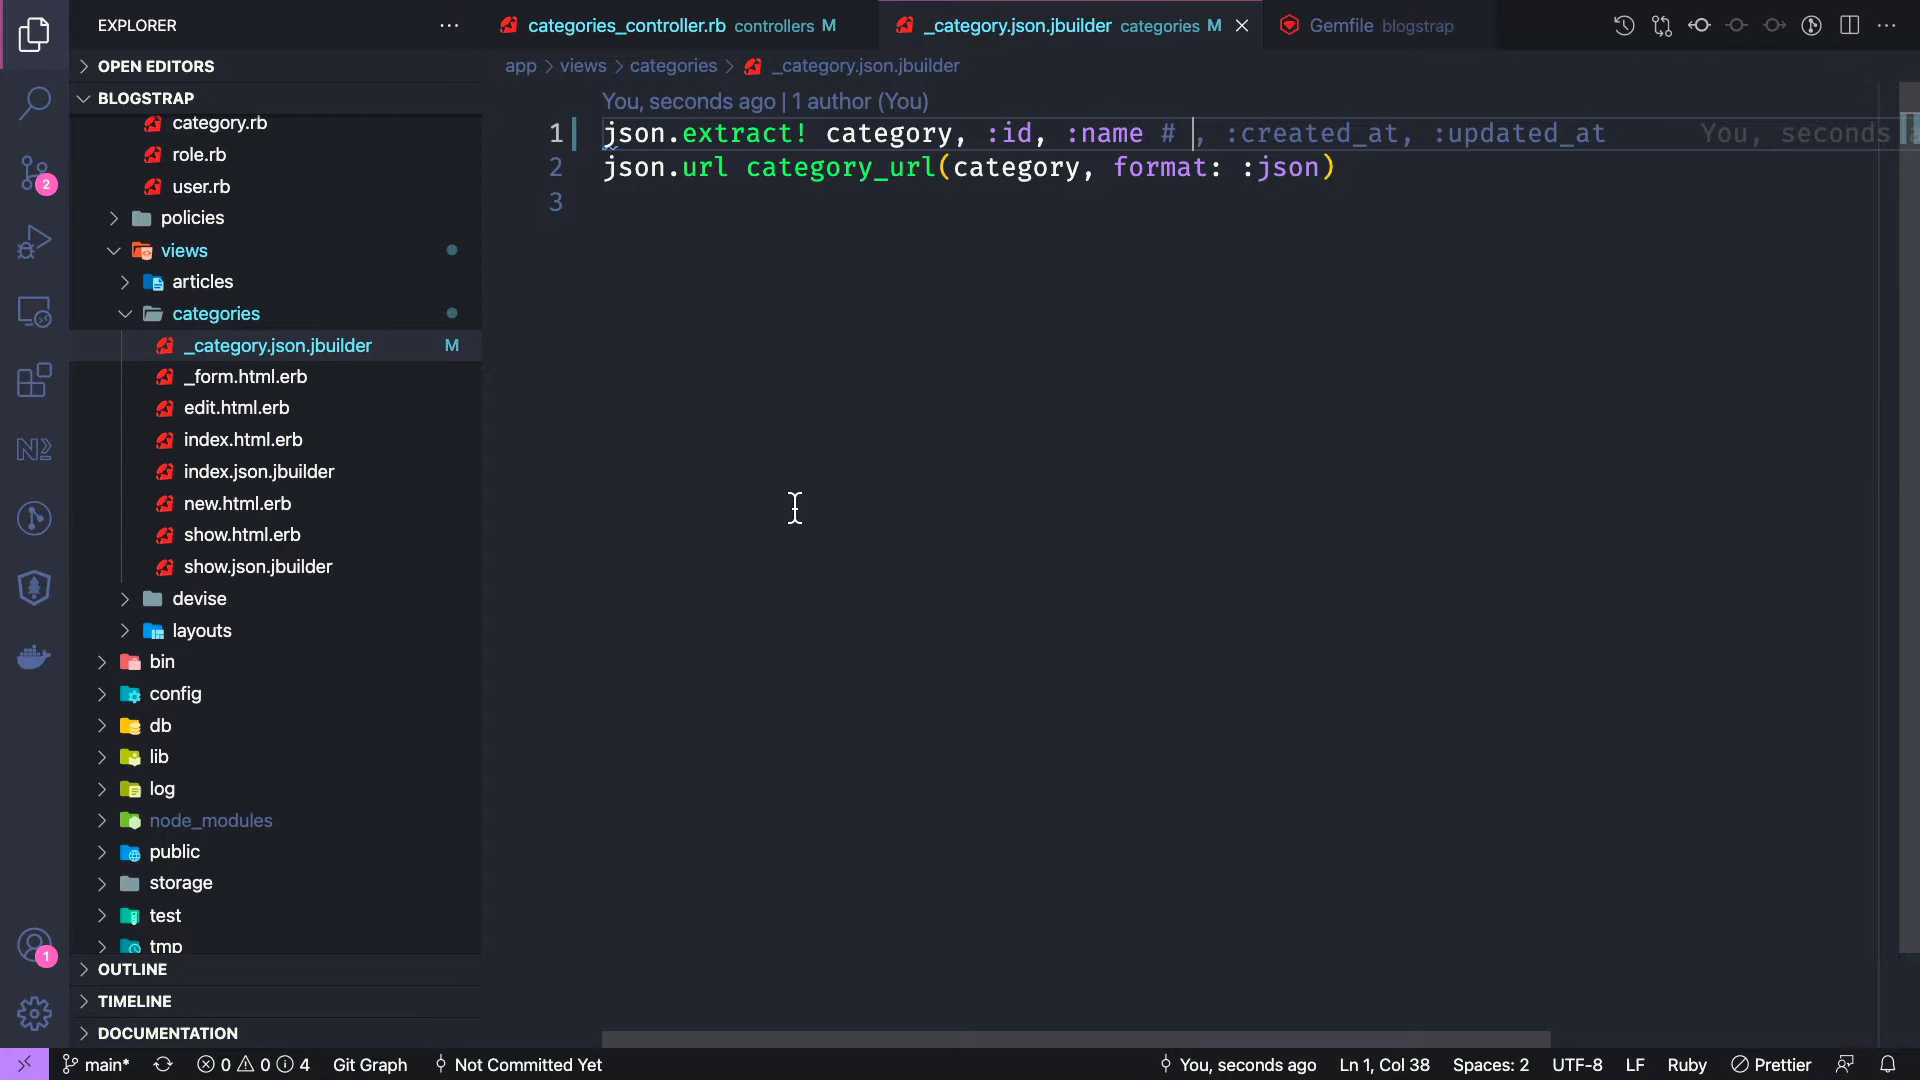 EXPLORER
OPEN EDITORS
BLOGSTRAP
category.rb
role.rb
user.rb
policies
views
articles
categories
_category.json.jbuilder M
_form.html.erb
edit.html.erb
index.html.erb
index.json.jbuilder
new.html.erb
show.html.erb
show.json.jbuilder
devise
layouts
bin
config
db
lib
log
node_modules
public
storage
test
tmp
OUTLINE
TIMELINE
DOCUMENTATION
2
1
categories_controller.rb controllers M
_category.json.jbuilder categories M
Gemfile blogstrap
app > views > categories > _category.json.jbuilder
You, seconds ago | 1 author (You)
1 json.extract! category, :id, :name # , :created_at, :updated_at You, seconds
2 json.url category_url(category, format: :json)
3
main* 0 0 4 Git Graph Not Committed Yet You, seconds ago Ln 1, Col 38 Spaces: 2 UTF-8 LF Ruby Prettier